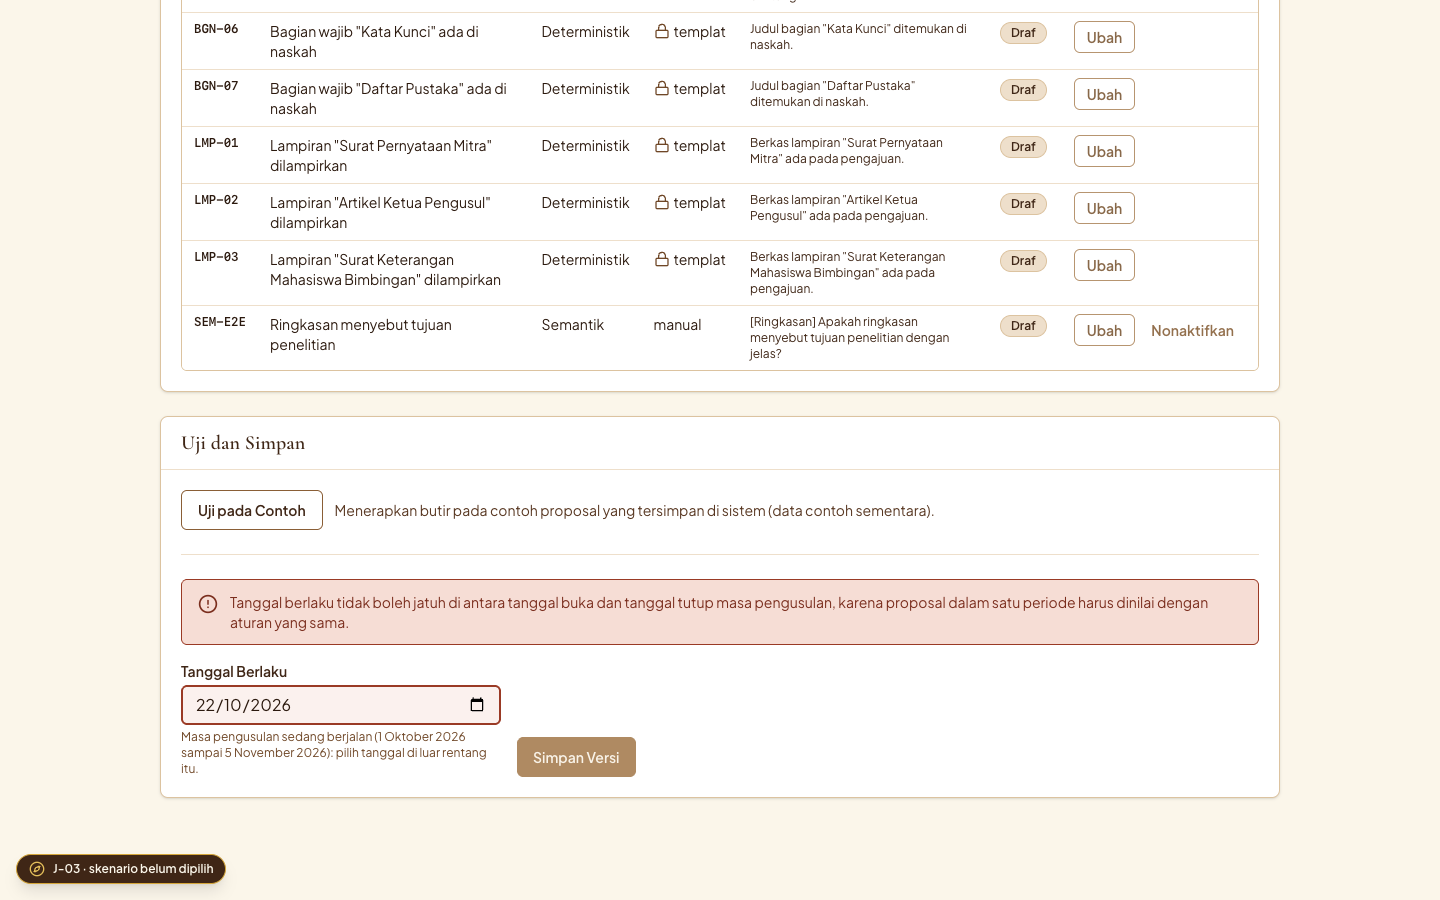 BGN-06
Bagian wajib "Kata Kunci" ada di
naskah
Deterministik
templat
Judul bagian "Kata Kunci" ditemukan di
naskah.
Draf
Ubah
BGN-07
Bagian wajib "Daftar Pustaka" ada di
naskah
Deterministik
templat
Judul bagian "Daftar Pustaka"
ditemukan di naskah.
Draf
Ubah
LMP-01
Lampiran "Surat Pernyataan Mitra"
dilampirkan
Deterministik
templat
Berkas lampiran "Surat Pernyataan
Mitra" ada pada pengajuan.
Draf
Ubah
LMP-02
Lampiran "Artikel Ketua Pengusul"
dilampirkan
Deterministik
templat
Berkas lampiran "Artikel Ketua
Pengusul" ada pada pengajuan.
Draf
Ubah
LMP-03
Lampiran "Surat Keterangan
Mahasiswa Bimbingan" dilampirkan
Deterministik
templat
Berkas lampiran "Surat Keterangan
Mahasiswa Bimbingan" ada pada
pengajuan.
Draf
Ubah
SEM-E2E
Ringkasan menyebut tujuan
penelitian
Semantik
manual
[Ringkasan] Apakah ringkasan
menyebut tujuan penelitian dengan
jelas?
Draf
Ubah
Nonaktifkan
Uji dan Simpan
Uji pada Contoh
Menerapkan butir pada contoh proposal yang tersimpan di sistem (data contoh sementara).
Tanggal berlaku tidak boleh jatuh di antara tanggal buka dan tanggal tutup masa pengusulan, karena proposal dalam satu periode harus dinilai dengan
aturan yang sama.
Tanggal Berlaku
22/10/2026
Masa pengusulan sedang berjalan (1 Oktober 2026
sampai 5 November 2026): pilih tanggal di luar rentang
itu.
Simpan Versi
J-03 · skenario belum dipilih